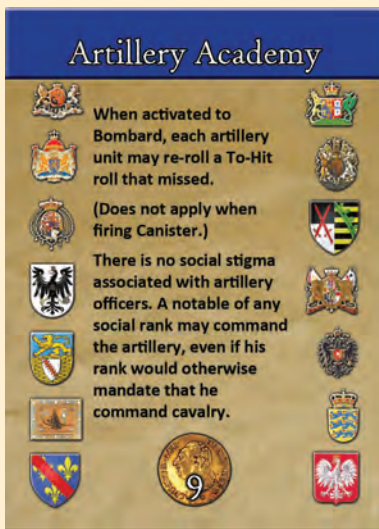 Artillery Academy
When activated to
Bombard, each artillery
unit may re-roll a To-Hit
roll that missed.
(Does not apply when
firing Canister.)
There is no social stigma
associated with artillery
officers. A notable of any
social rank may command
the artillery, even if his
rank would otherwise
mandate that he
command cavalry.
9